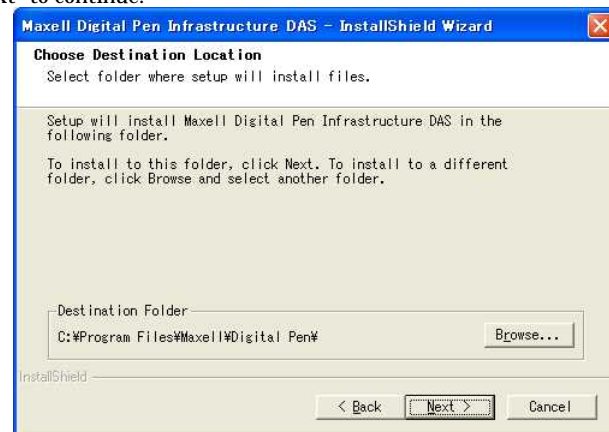 to continue.
Maxell Digital Pen Infrastructure DAS - InstallShield Wizard
Choose Destination Location
Select folder where setup will install files.
Setup will install Maxell Digital Pen Infrastructure DAS in the
following folder.
To install to this folder, click Next. To install to a different
folder, click Browse and select another folder.
Destination Folder
C:¥Program Files¥Maxell¥Digital Pen¥
Browse...
InstallShield
< Back
Next >
Cancel